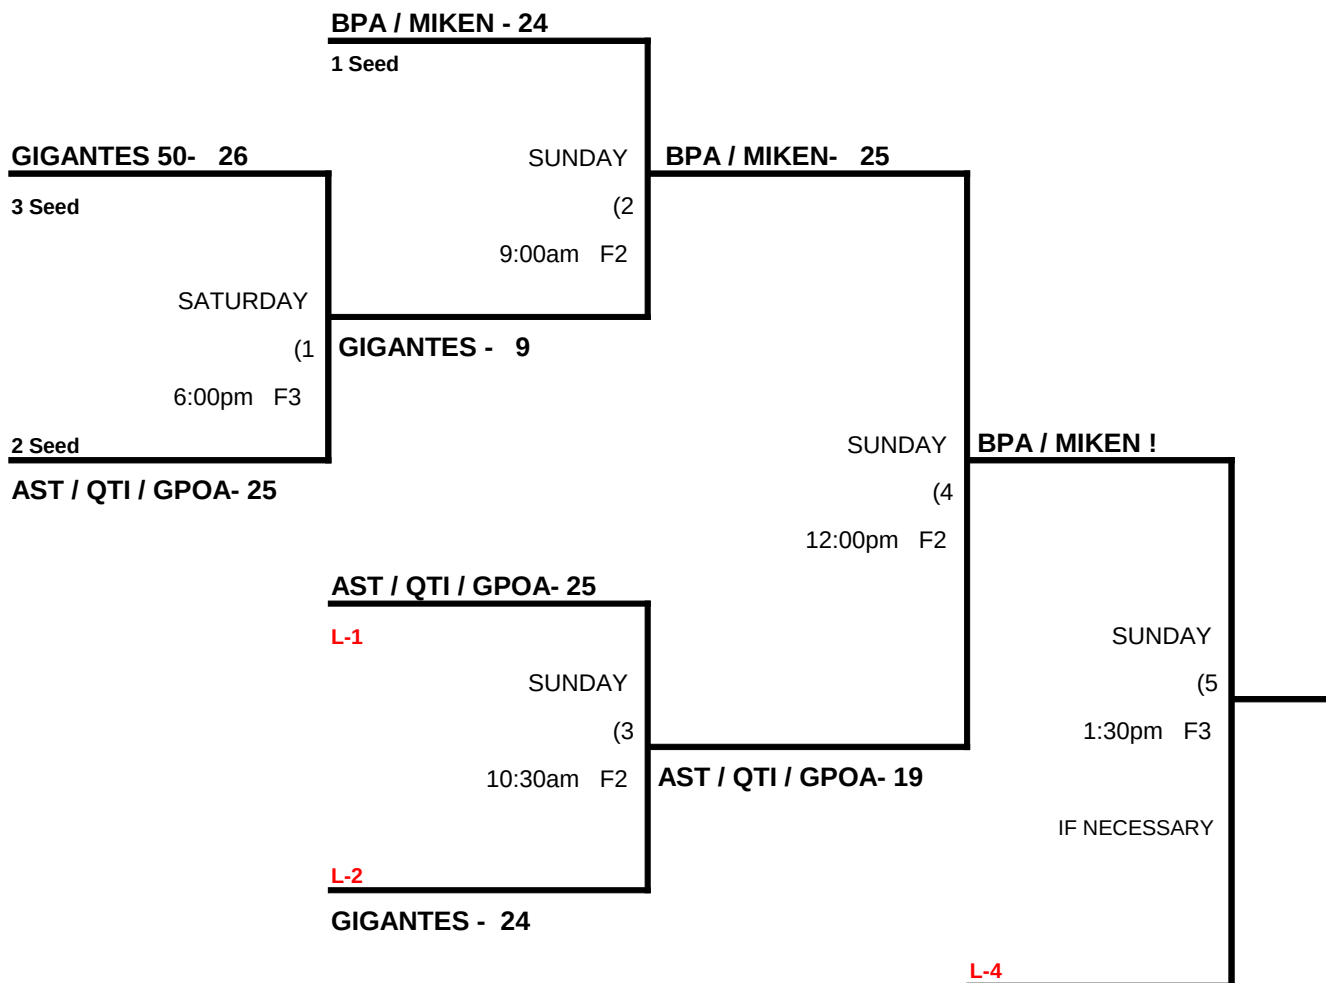 BPA / MIKEN - 24
1 Seed
GIGANTES 50-   26
SUNDAY
BPA / MIKEN-   25
3 Seed
(2
9:00am   F2
SATURDAY
(1
GIGANTES -   9
6:00pm   F3
2 Seed
SUNDAY
BPA / MIKEN !
AST / QTI / GPOA- 25
(4
12:00pm   F2
AST / QTI / GPOA- 25
L-1
SUNDAY
SUNDAY
(5
(3
1:30pm   F3
10:30am   F2
AST / QTI / GPOA- 19
IF NECESSARY
L-2
GIGANTES -  24
L-4